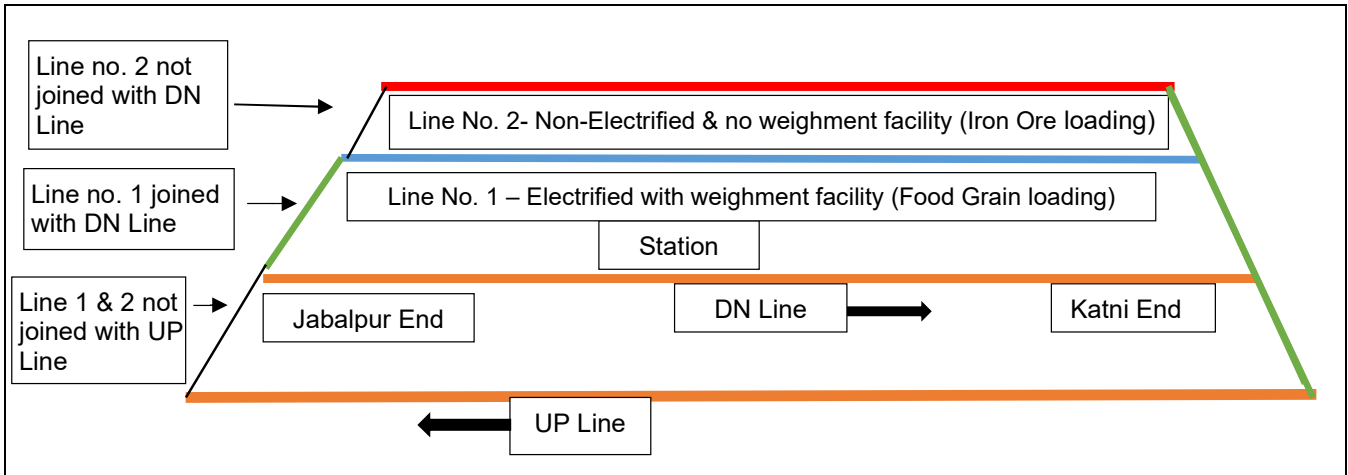 Line no. 2 not
joined with DN
Line
Line No. 2- Non-Electrified & no weighment facility (Iron Ore loading)
Line no. 1 joined
with DN Line
Line No. 1 – Electrified with weighment facility (Food Grain loading)
Station
Line 1 & 2 not
joined with UP
Line
Jabalpur End
DN Line
Katni End
UP Line